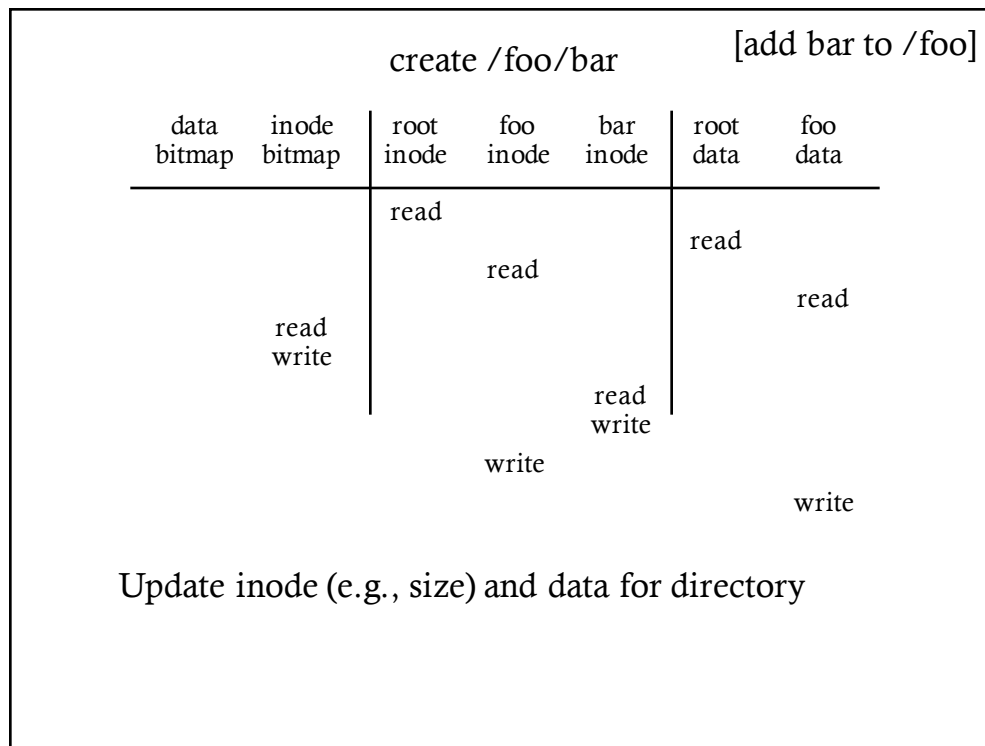 create /foo/bar
[add bar to /foo]
data inode root foo bar root foo
bitmap bitmap inode inode inode data data
read
read
read
read
read
write
read
write
write
write
Update inode (e.g., size) and data for directory